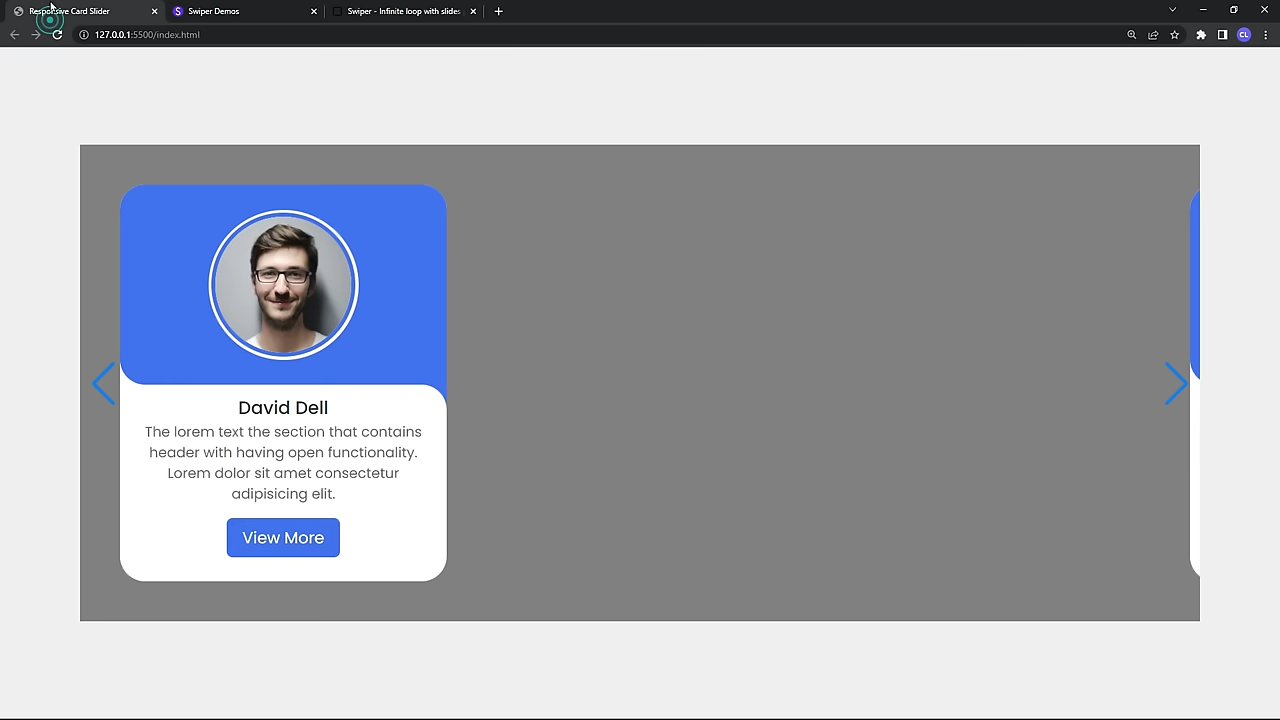 Responsive Card Slider
Swiper Demos
Swiper - Infinite loop with slides
127.0.0.1:5500/index.html
CL
David Dell
The lorem text the section that contains
header with having open functionality.
Lorem dolor sit amet consectetur
adipisicing elit.
View More